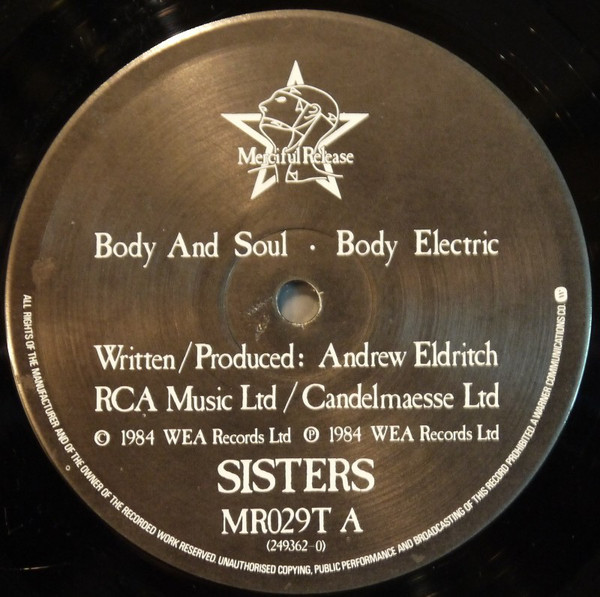 Merciful Release
Body And Soul · Body Electric
Written/Produced: Andrew Eldritch
RCA Music Ltd / Candelmaesse Ltd
© 1984 WEA Records Ltd ℗ 1984 WEA Records Ltd
SISTERS
MR029T A
(249362-0)
ALL RIGHTS OF THE MANUFACTURER AND OF THE OWNER OF THE RECORDED WORK RESERVED. UNAUTHORISED COPYING, PUBLIC PERFORMANCE AND BROADCASTING OF THIS RECORD PROHIBITED. A WARNER COMMUNICATIONS CO.